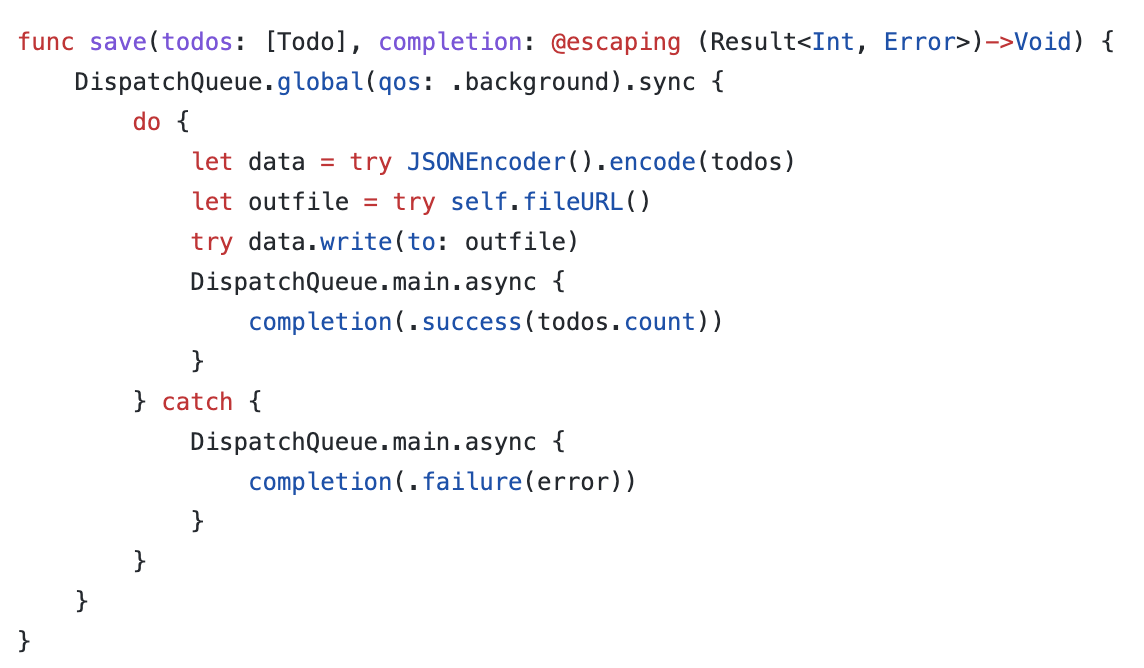 func save(todos: [Todo], completion: @escaping (Result<Int, Error>)->Void) {
    DispatchQueue.global(qos: .background).sync {
        do {
            let data = try JSONEncoder().encode(todos)
            let outfile = try self.fileURL()
            try data.write(to: outfile)
            DispatchQueue.main.async {
                completion(.success(todos.count))
            }
        } catch {
            DispatchQueue.main.async {
                completion(.failure(error))
            }
        }
    }
}